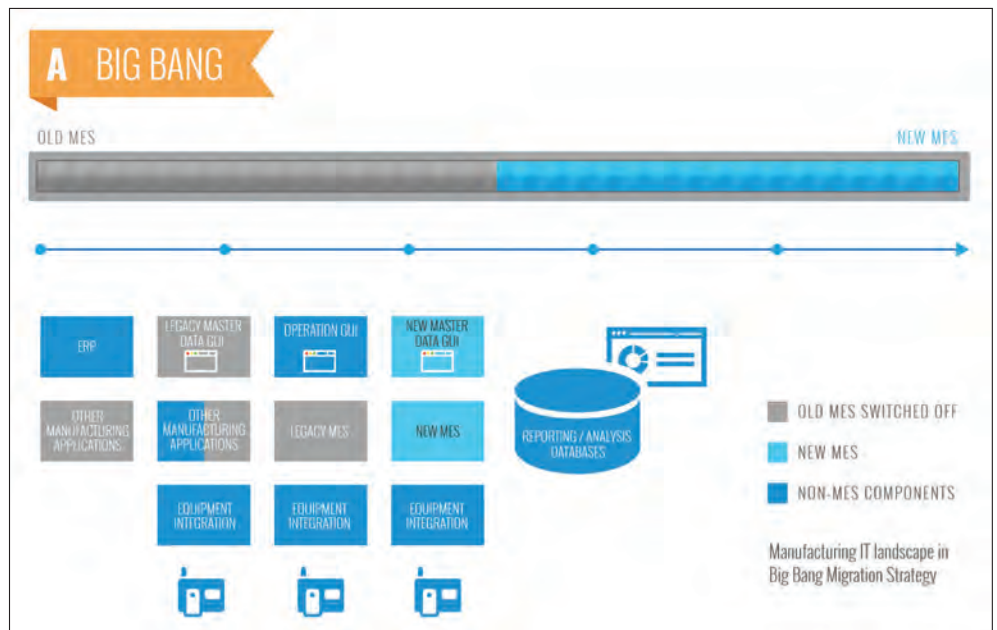 A BIG BANG
OLD MES
NEW MES
ERP
LEGACY MASTER
DATA GUI
OPERATION GUI
NEW MASTER
DATA GUI
OTHER
MANUFACTURING
APPLICATIONS
OTHER
MANUFACTURING
APPLICATIONS
LEGACY MES
NEW MES
EQUIPMENT
INTEGRATION
EQUIPMENT
INTEGRATION
EQUIPMENT
INTEGRATION
REPORTING / ANALYSIS
DATABASES
OLD MES SWITCHED OFF
NEW MES
NON-MES COMPONENTS
Manufacturing IT landscape in
Big Bang Migration Strategy